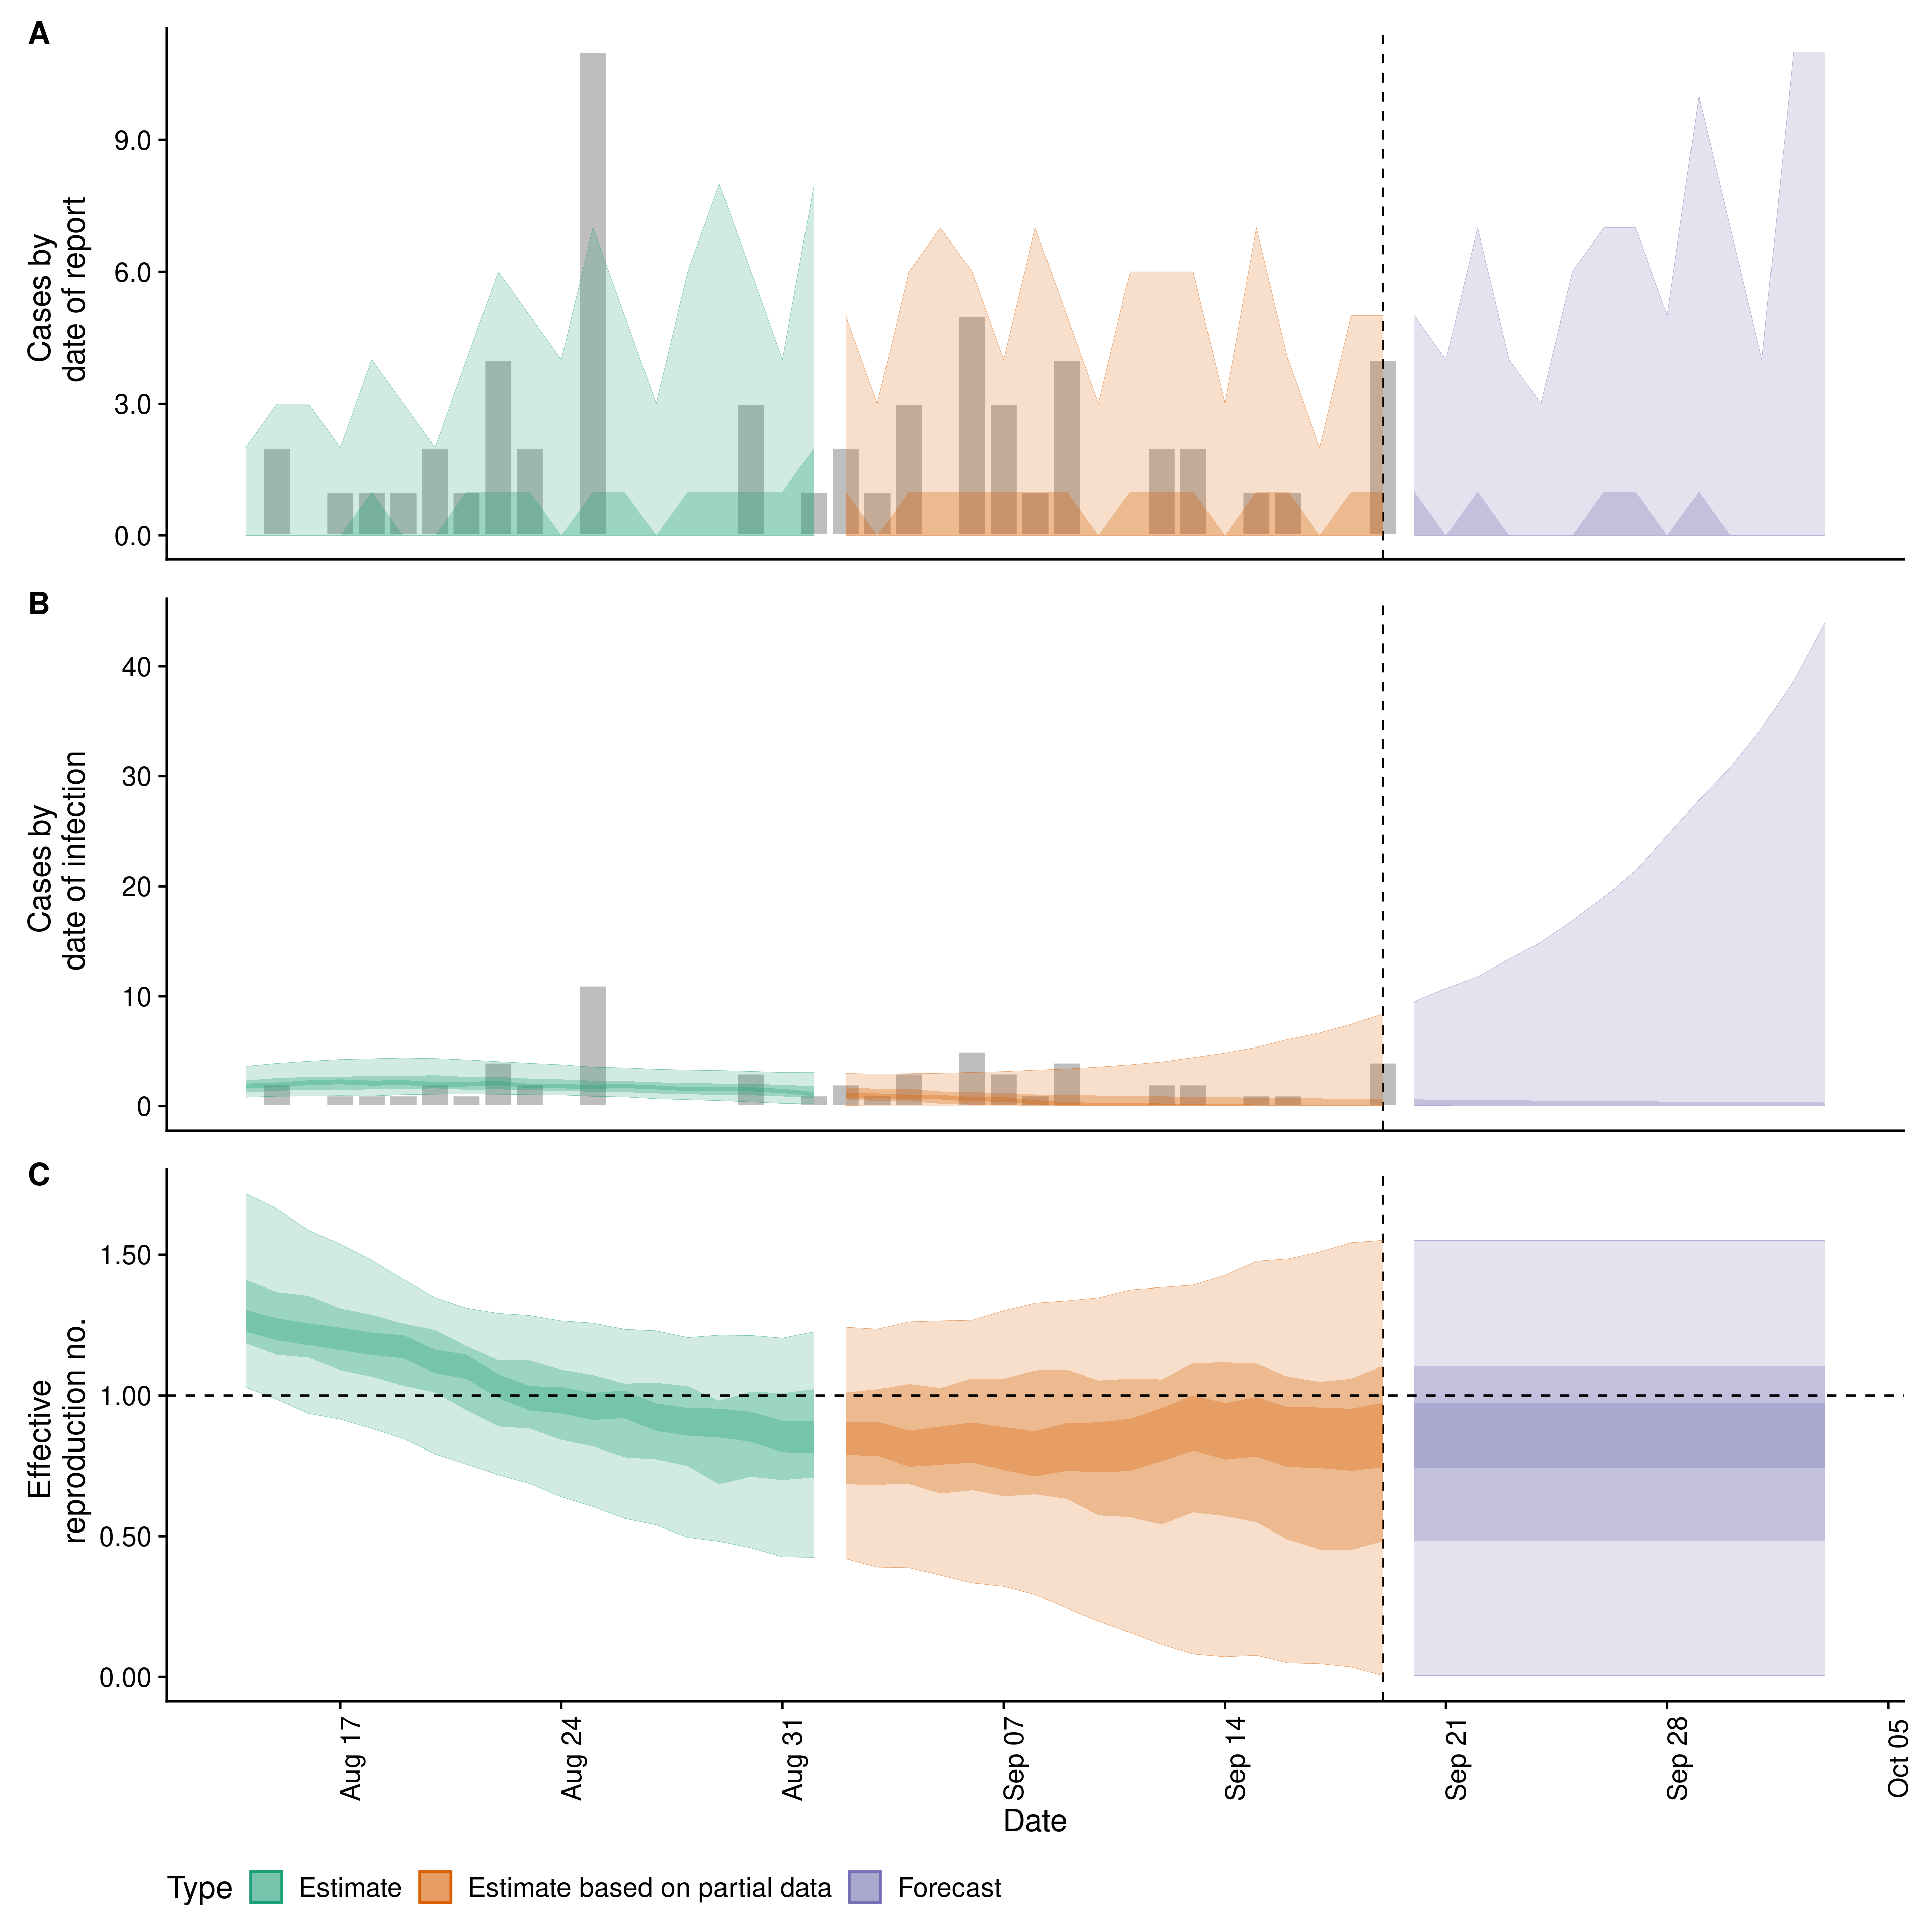 A
Cases by
date of report
9.0
6.0
3.0
0.0
B
Cases by
date of infection
40
30
20
10
0
C
Effective
reproduction no.
1.50
1.00
0.50
0.00
Aug 17
Aug 24
Aug 31
Sep 07
Sep 14
Sep 21
Sep 28
Oct 05
Date
Type Estimate Estimate based on partial data Forecast